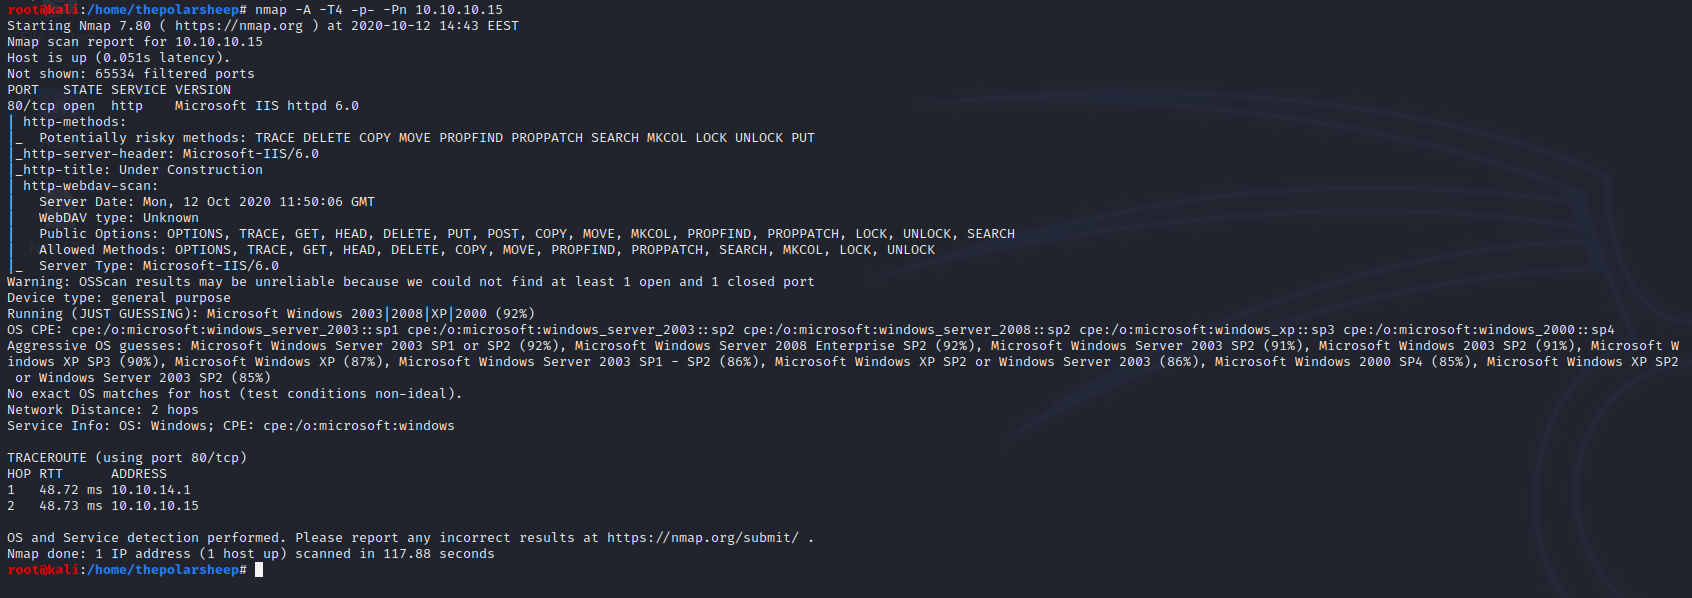 root@kali:/home/thepolarsheep# nmap -A -T4 -p- -Pn 10.10.10.15
Starting Nmap 7.80 ( https://nmap.org ) at 2020-10-12 14:43 EEST
Nmap scan report for 10.10.10.15
Host is up (0.051s latency).
Not shown: 65534 filtered ports
PORT   STATE SERVICE VERSION
80/tcp open  http    Microsoft IIS httpd 6.0
| http-methods:
|_  Potentially risky methods: TRACE DELETE COPY MOVE PROPFIND PROPPATCH SEARCH MKCOL LOCK UNLOCK PUT
|_http-server-header: Microsoft-IIS/6.0
|_http-title: Under Construction
| http-webdav-scan:
|   Server Date: Mon, 12 Oct 2020 11:50:06 GMT
|   WebDAV type: Unknown
|   Public Options: OPTIONS, TRACE, GET, HEAD, DELETE, PUT, POST, COPY, MOVE, MKCOL, PROPFIND, PROPPATCH, LOCK, UNLOCK, SEARCH
|   Allowed Methods: OPTIONS, TRACE, GET, HEAD, DELETE, COPY, MOVE, PROPFIND, PROPPATCH, SEARCH, MKCOL, LOCK, UNLOCK
|_  Server Type: Microsoft-IIS/6.0
Warning: OSScan results may be unreliable because we could not find at least 1 open and 1 closed port
Device type: general purpose
Running (JUST GUESSING): Microsoft Windows 2003|2008|XP|2000 (92%)
OS CPE: cpe:/o:microsoft:windows_server_2003::sp1 cpe:/o:microsoft:windows_server_2003::sp2 cpe:/o:microsoft:windows_server_2008::sp2 cpe:/o:microsoft:windows_xp::sp3 cpe:/o:microsoft:windows_2000::sp4
Aggressive OS guesses: Microsoft Windows Server 2003 SP1 or SP2 (92%), Microsoft Windows Server 2008 Enterprise SP2 (92%), Microsoft Windows Server 2003 SP2 (91%), Microsoft Windows 2003 SP2 (91%), Microsoft W
indows XP SP3 (90%), Microsoft Windows XP (87%), Microsoft Windows Server 2003 SP1 - SP2 (86%), Microsoft Windows XP SP2 or Windows Server 2003 (86%), Microsoft Windows 2000 SP4 (85%), Microsoft Windows XP SP2
 or Windows Server 2003 SP2 (85%)
No exact OS matches for host (test conditions non-ideal).
Network Distance: 2 hops
Service Info: OS: Windows; CPE: cpe:/o:microsoft:windows

TRACEROUTE (using port 80/tcp)
HOP RTT      ADDRESS
1   48.72 ms 10.10.14.1
2   48.73 ms 10.10.10.15

OS and Service detection performed. Please report any incorrect results at https://nmap.org/submit/ .
Nmap done: 1 IP address (1 host up) scanned in 117.88 seconds
root@kali:/home/thepolarsheep#